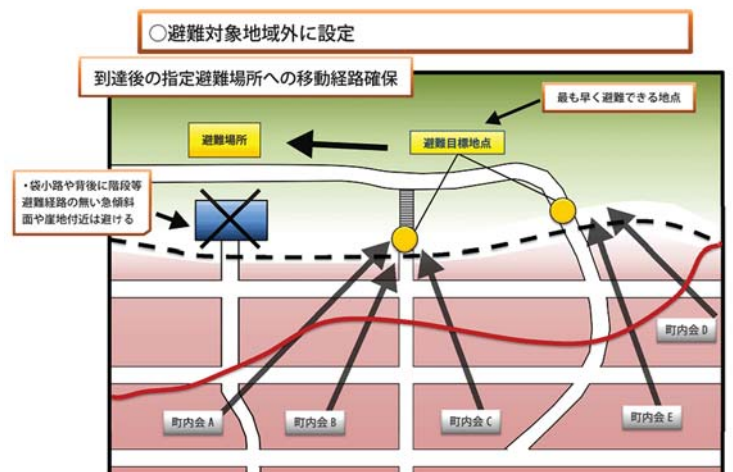 ○避難対象地域外に設定
到達後の指定避難場所への移動経路確保
最も早く避難できる地点
避難場所
避難目標地点
・袋小路や背後に階段等
避難経路の無い急傾斜
面や崖地付近は避ける
町内会 D
町内会 A
町内会 B
町内会 C
町内会 E